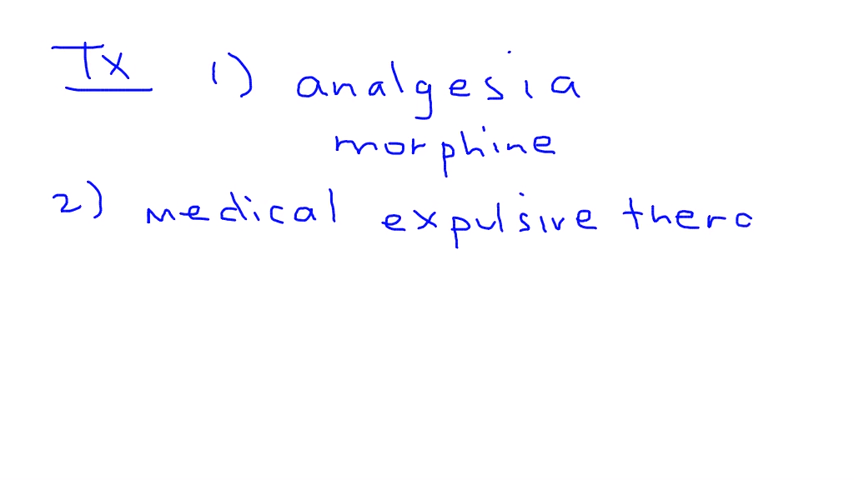 Tx 1) analgesia
morphine
2) medical expulsive thera